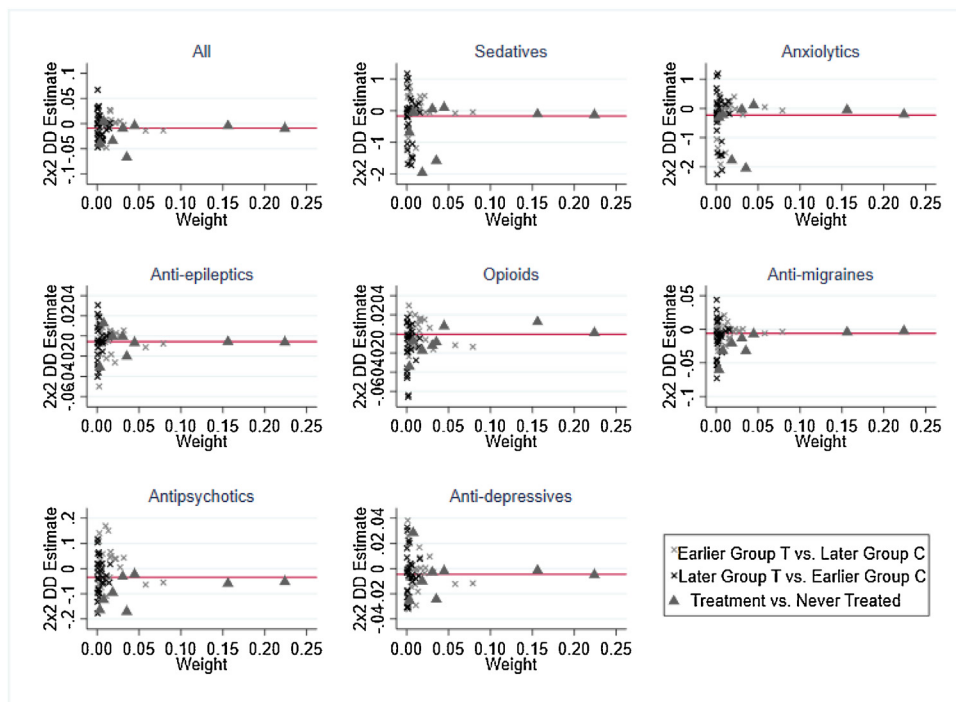 All
2x2 DD Estimate
-.1 -.05 0 .05 .1
0.00 0.05 0.10 0.15 0.20 0.25
Weight
Sedatives
2x2 DD Estimate
-2 -1 0 1
0.00 0.05 0.10 0.15 0.20 0.25
Weight
Anxiolytics
2x2 DD Estimate
-2 -1 0 1
0.00 0.05 0.10 0.15 0.20 0.25
Weight
Anti-epileptics
2x2 DD Estimate
-.06.04.020 .02.04
0.00 0.05 0.10 0.15 0.20 0.25
Weight
Opioids
2x2 DD Estimate
-.06.04.020 .02.04
0.00 0.05 0.10 0.15 0.20 0.25
Weight
Anti-migraines
2x2 DD Estimate
-.1 -.05 0 .05
0.00 0.05 0.10 0.15 0.20 0.25
Weight
Antipsychotics
2x2 DD Estimate
-.2 -.1 0 .1 .2
0.00 0.05 0.10 0.15 0.20 0.25
Weight
Anti-depressives
2x2 DD Estimate
-.04-.02 0 .02 .04
0.00 0.05 0.10 0.15 0.20 0.25
Weight
Earlier Group T vs. Later Group C
Later Group T vs. Earlier Group C
Treatment vs. Never Treated